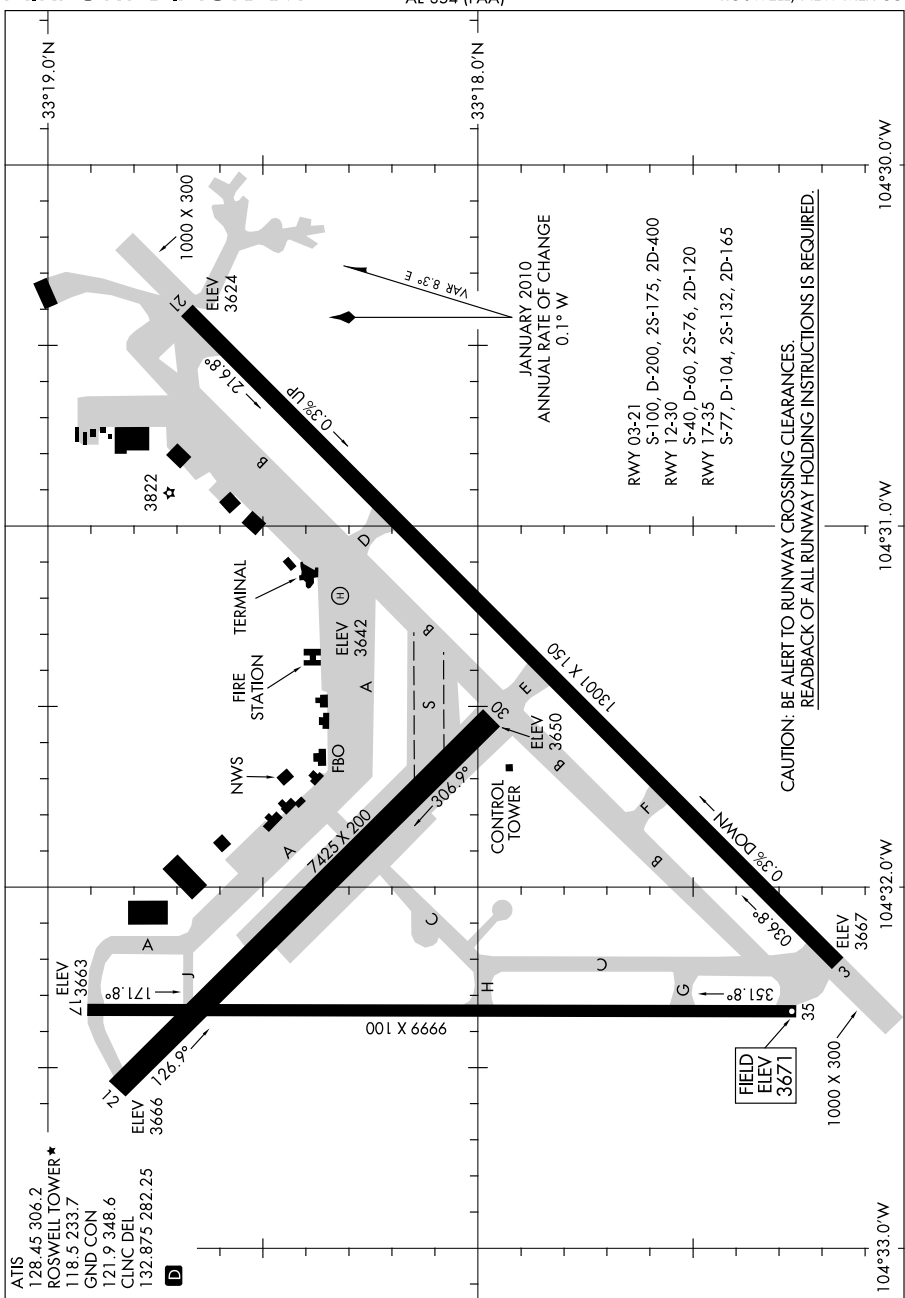 AL-354 (FAA)
33°19.0'N
33°18.0'N
104°30.0'W
104°31.0'W
104°32.0'W
104°33.0'W
ATIS
128.45 306.2
ROSWELL TOWER★
118.5 233.7
GND CON
121.9 348.6
CLNC DEL
132.875 282.25
D
1000 X 300
21
ELEV
3624
216.8°
0.3% UP
VAR 8.3° E
JANUARY 2010
ANNUAL RATE OF CHANGE
0.1° W
RWY 03-21
S-100, D-200, 2S-175, 2D-400
RWY 12-30
S-40, D-60, 2S-76, 2D-120
RWY 17-35
S-77, D-104, 2S-132, 2D-165
CAUTION: BE ALERT TO RUNWAY CROSSING CLEARANCES.
READBACK OF ALL RUNWAY HOLDING INSTRUCTIONS IS REQUIRED.
3822
B
D
TERMINAL
H
ELEV
3642
FIRE
STATION
A
B
S
NWS
FBO
E
30
ELEV
3650
13001 X 150
306.9°
CONTROL
TOWER
B
F
A
7425 X 200
B
0.3% DOWN
036.8°
C
A
J
ELEV
3663
17
171.8°
C
H
G
351.8°
ELEV
3667
3
9999 X 100
35
FIELD
ELEV
3671
1000 X 300
126.9°
12
ELEV
3666